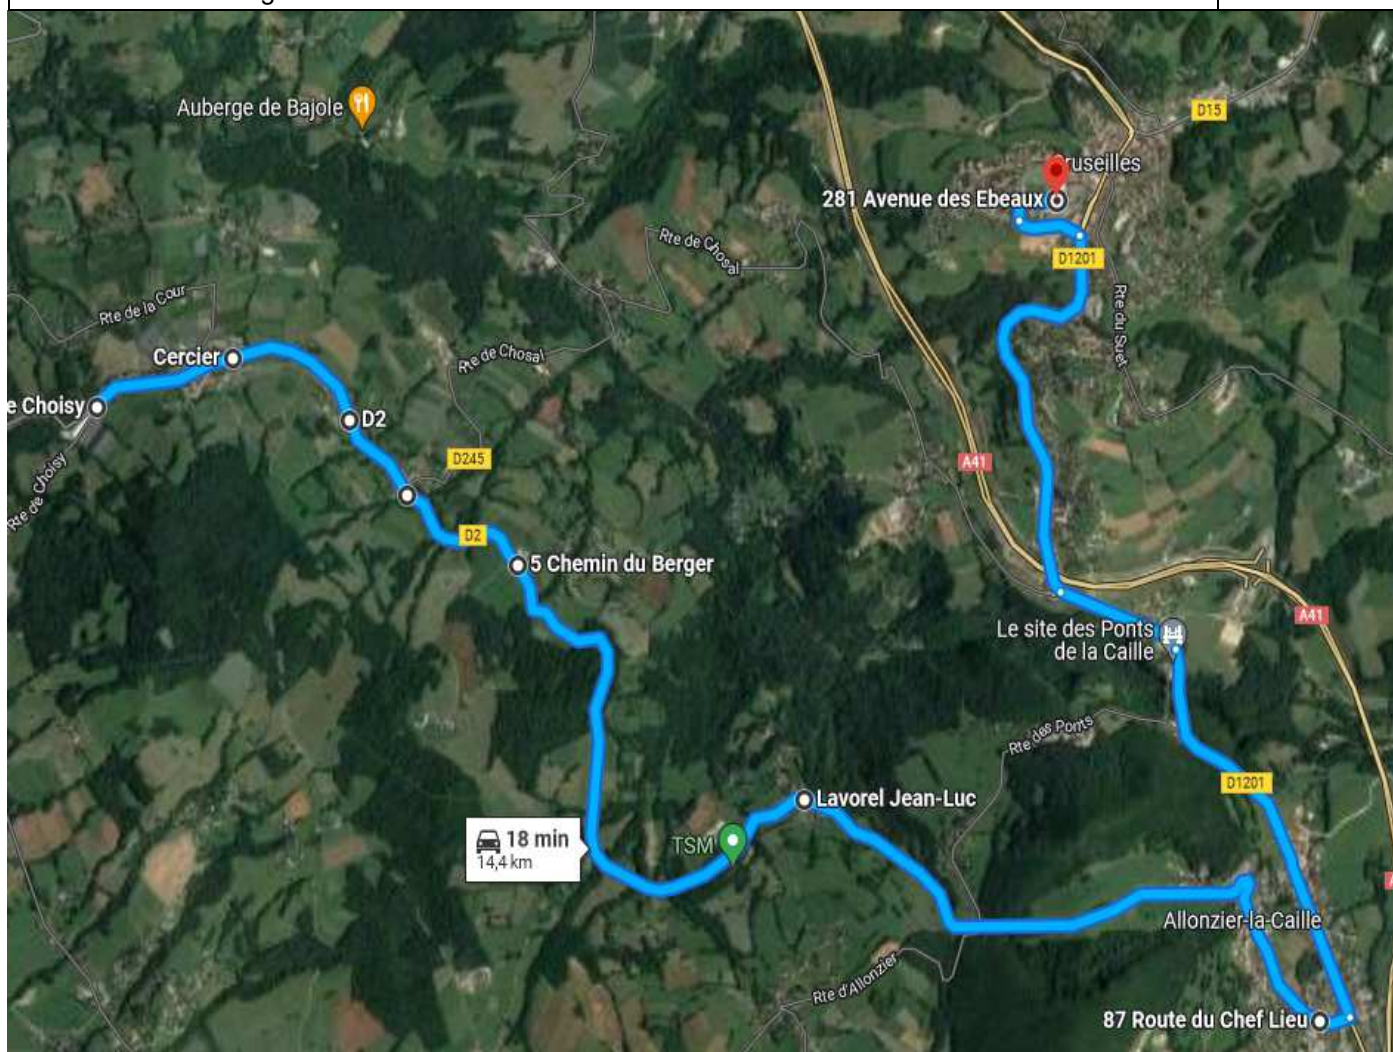 Auberge de Bajole
D15
Cruseilles
281 Avenue des Ebeaux
Rte de Chosal
D1201
Rte de la Cour
Rte du Suet
Cercier
Rte de Chosal
e Choisy
D2
D245
A41
Rte de Choisy
D2
5 Chemin du Berger
A41
Le site des Ponts
de la Caille
Rte des Ponts
D1201
Lavorel Jean-Luc
18 min
14,4 km
TSM
Allonzier-la-Caille
Rte d'Allonzier
87 Route du Chef Lieu